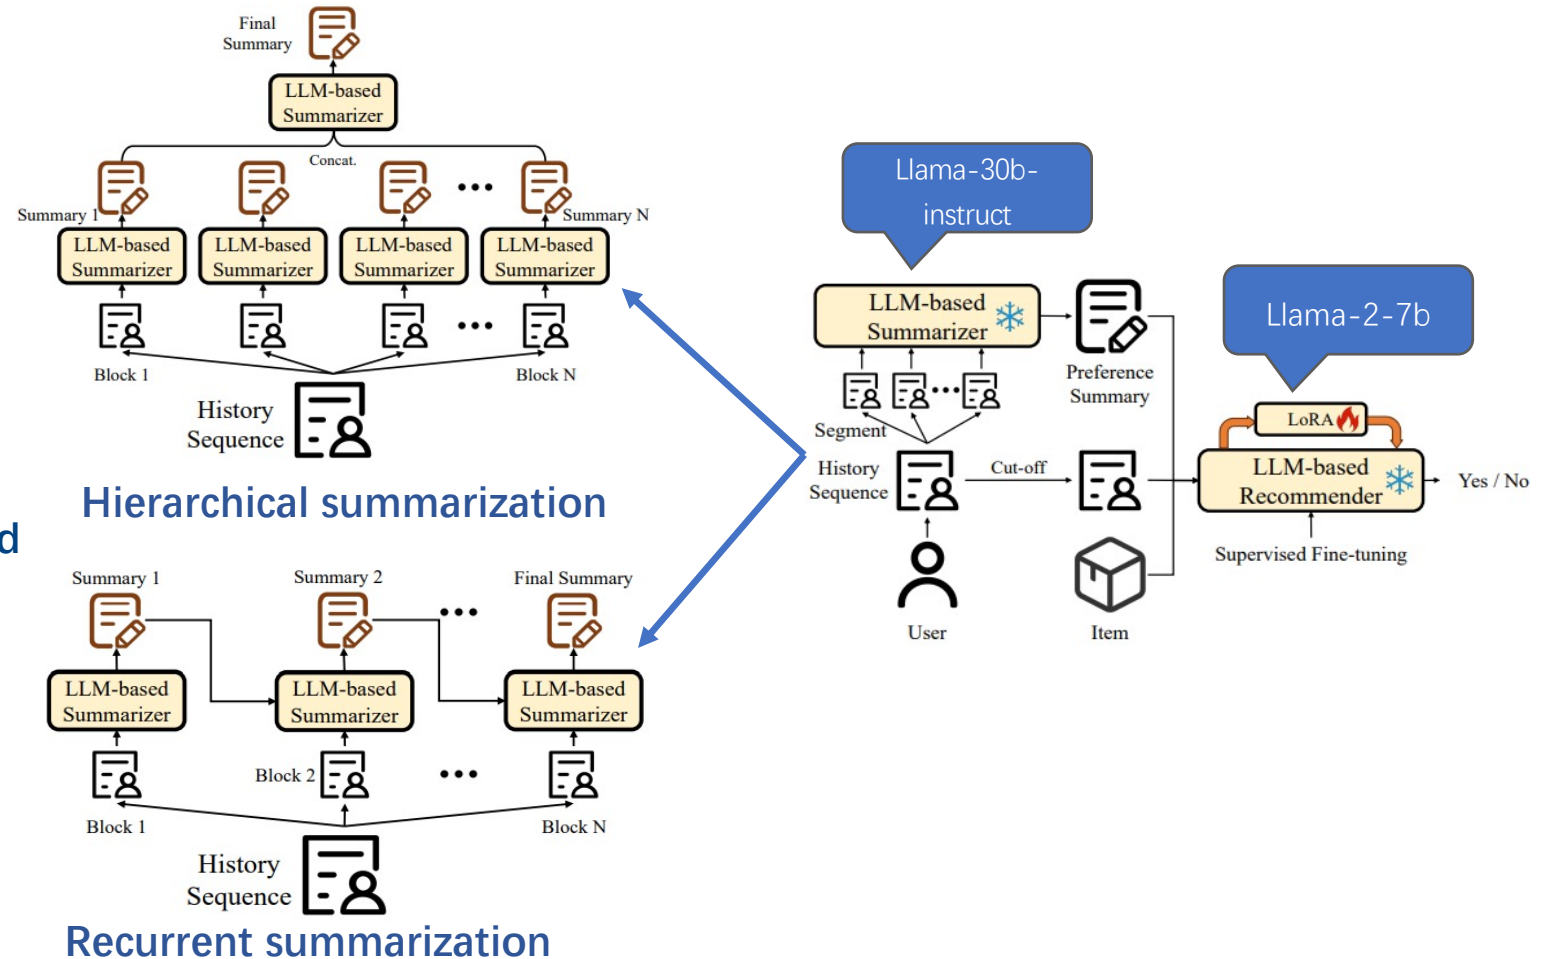 Final
Summary
LLM-based
Summarizer
Concat.
Summary 1
Summary N
LLM-based
Summarizer
LLM-based
Summarizer
LLM-based
Summarizer
LLM-based
Summarizer
Block 1
Block N
History
Sequence
Hierarchical summarization
d
Summary 1
Summary 2
Final Summary
LLM-based
Summarizer
LLM-based
Summarizer
LLM-based
Summarizer
Block 2
Block 1
Block N
History
Sequence
Recurrent summarization
Llama-30b-
instruct
LLM-based
Summarizer
Preference
Summary
Segment
History
Sequence
Cut-off
User
Item
Llama-2-7b
LoRA
LLM-based
Recommender
Yes / No
Supervised Fine-tuning